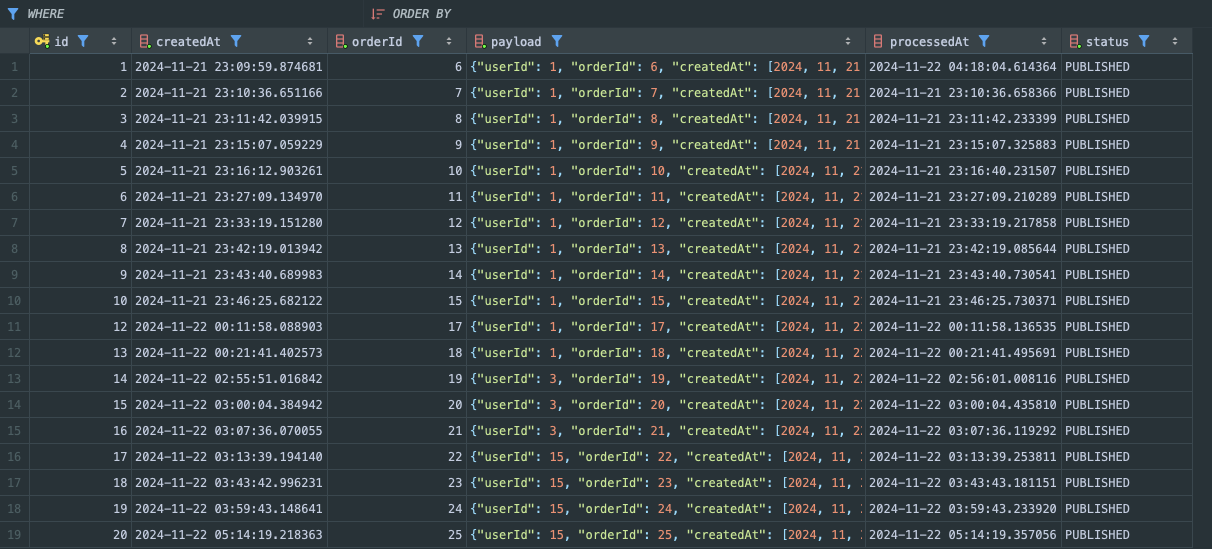 WHERE ORDER BY
id createdAt orderId payload processedAt status
1 1 2024-11-21 23:09:59.874681 6 {"userId": 1, "orderId": 6, "createdAt": [2024, 11, 21 2024-11-22 04:18:04.614364 PUBLISHED
2 2 2024-11-21 23:10:36.651166 7 {"userId": 1, "orderId": 7, "createdAt": [2024, 11, 21 2024-11-21 23:10:36.658366 PUBLISHED
3 3 2024-11-21 23:11:42.039915 8 {"userId": 1, "orderId": 8, "createdAt": [2024, 11, 21 2024-11-21 23:11:42.233399 PUBLISHED
4 4 2024-11-21 23:15:07.059229 9 {"userId": 1, "orderId": 9, "createdAt": [2024, 11, 21 2024-11-21 23:15:07.325883 PUBLISHED
5 5 2024-11-21 23:16:12.903261 10 {"userId": 1, "orderId": 10, "createdAt": [2024, 11, 2 2024-11-21 23:16:40.231507 PUBLISHED
6 6 2024-11-21 23:27:09.134970 11 {"userId": 1, "orderId": 11, "createdAt": [2024, 11, 2 2024-11-21 23:27:09.210289 PUBLISHED
7 7 2024-11-21 23:33:19.151280 12 {"userId": 1, "orderId": 12, "createdAt": [2024, 11, 2 2024-11-21 23:33:19.217858 PUBLISHED
8 8 2024-11-21 23:42:19.013942 13 {"userId": 1, "orderId": 13, "createdAt": [2024, 11, 2 2024-11-21 23:42:19.085644 PUBLISHED
9 9 2024-11-21 23:43:40.689983 14 {"userId": 1, "orderId": 14, "createdAt": [2024, 11, 2 2024-11-21 23:43:40.730541 PUBLISHED
10 10 2024-11-21 23:46:25.682122 15 {"userId": 1, "orderId": 15, "createdAt": [2024, 11, 2 2024-11-21 23:46:25.730371 PUBLISHED
11 12 2024-11-22 00:11:58.088903 17 {"userId": 1, "orderId": 17, "createdAt": [2024, 11, 2 2024-11-22 00:11:58.136535 PUBLISHED
12 13 2024-11-22 00:21:41.402573 18 {"userId": 1, "orderId": 18, "createdAt": [2024, 11, 2 2024-11-22 00:21:41.495691 PUBLISHED
13 14 2024-11-22 02:55:51.016842 19 {"userId": 3, "orderId": 19, "createdAt": [2024, 11, 2 2024-11-22 02:56:01.008116 PUBLISHED
14 15 2024-11-22 03:00:04.384942 20 {"userId": 3, "orderId": 20, "createdAt": [2024, 11, 2 2024-11-22 03:00:04.435810 PUBLISHED
15 16 2024-11-22 03:07:36.070055 21 {"userId": 3, "orderId": 21, "createdAt": [2024, 11, 2 2024-11-22 03:07:36.119292 PUBLISHED
16 17 2024-11-22 03:13:39.194140 22 {"userId": 15, "orderId": 22, "createdAt": [2024, 11, 2024-11-22 03:13:39.253811 PUBLISHED
17 18 2024-11-22 03:43:42.996231 23 {"userId": 15, "orderId": 23, "createdAt": [2024, 11, 2024-11-22 03:43:43.181151 PUBLISHED
18 19 2024-11-22 03:59:43.148641 24 {"userId": 15, "orderId": 24, "createdAt": [2024, 11, 2024-11-22 03:59:43.233920 PUBLISHED
19 20 2024-11-22 05:14:19.218363 25 {"userId": 15, "orderId": 25, "createdAt": [2024, 11, 2024-11-22 05:14:19.357056 PUBLISHED